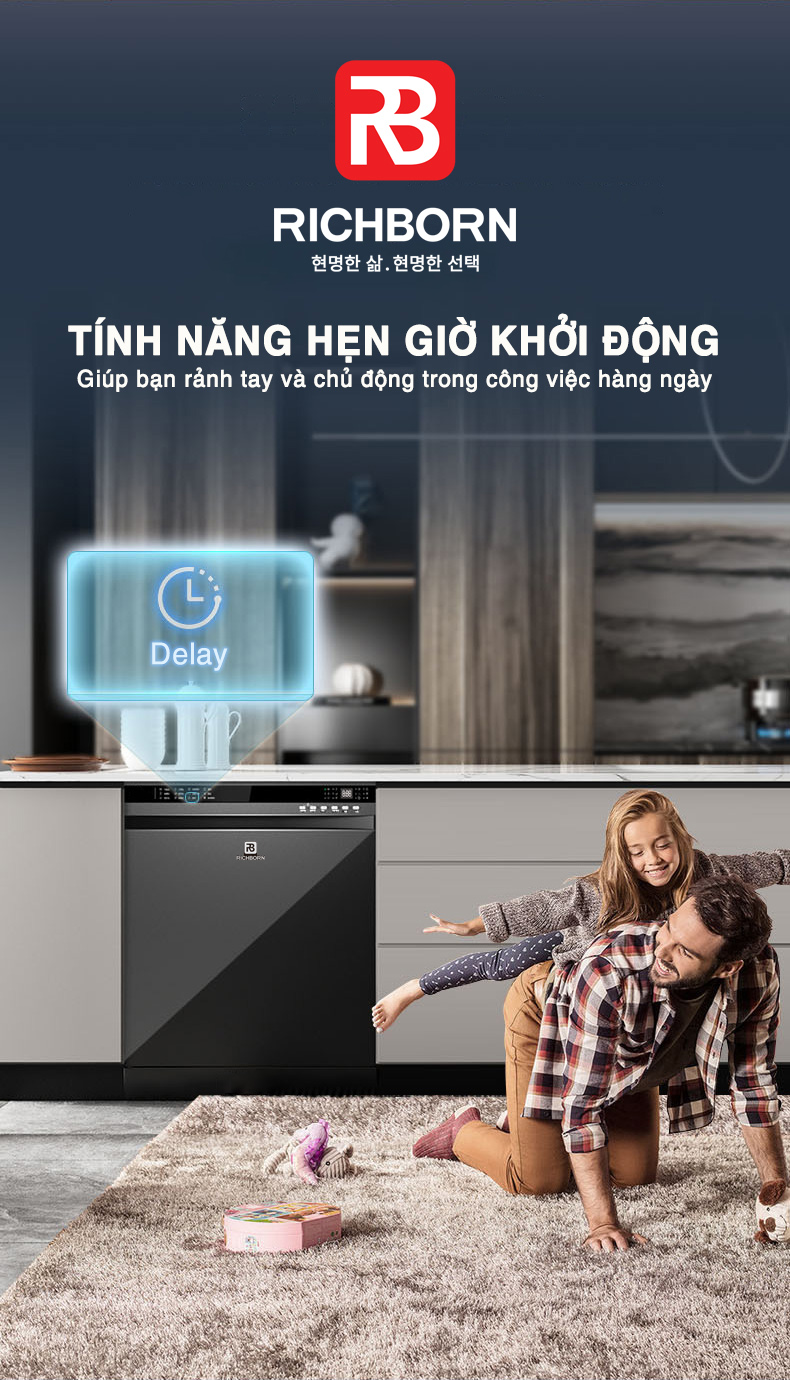 RB
RICHBORN
현명한 삶.현명한 선택
TÍNH NĂNG HẸN GIỜ KHỞI ĐỘNG
Giúp bạn rảnh tay và chủ động trong công việc hàng ngày
Delay
RB
RICHBORN